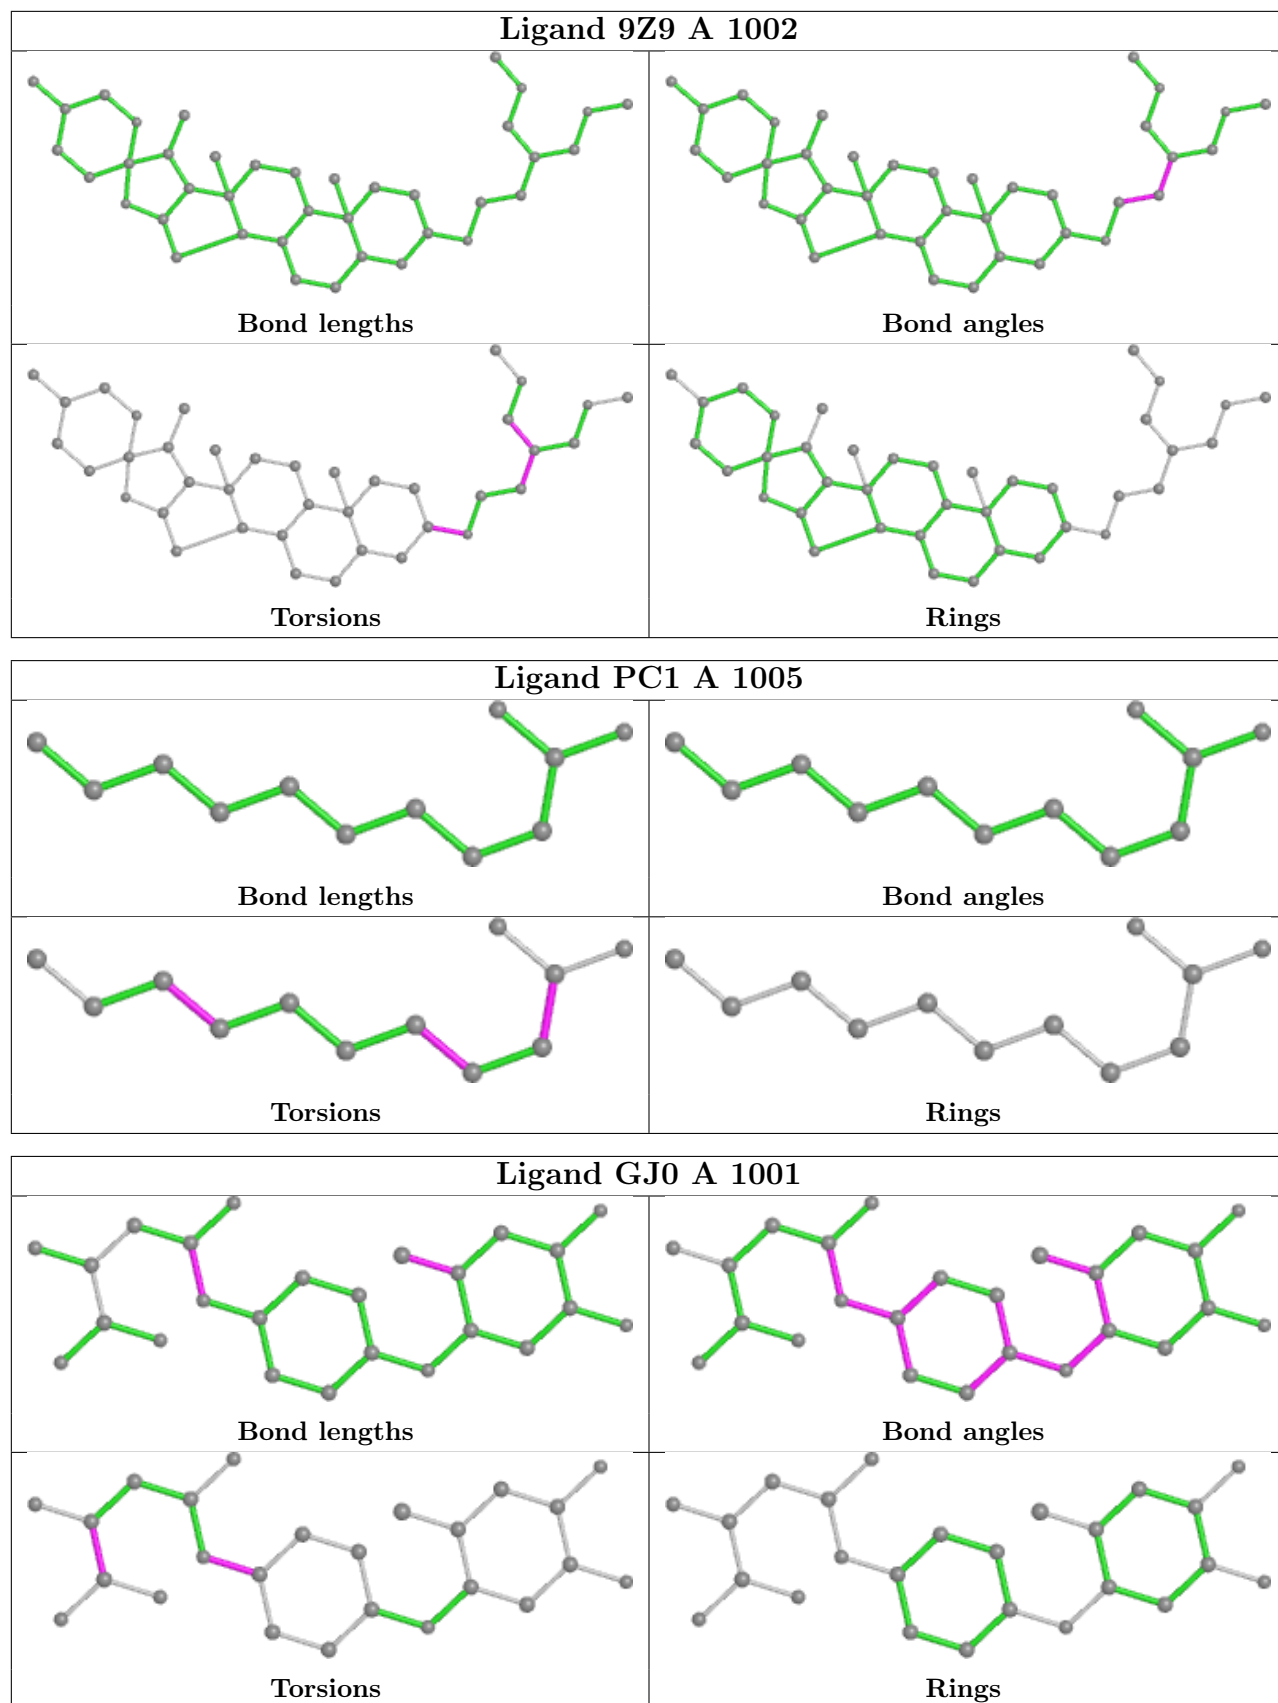 Ligand 9Z9 A 1002
Bond lengths
Bond angles
Torsions
Rings
Ligand PC1 A 1005
Bond lengths
Bond angles
Torsions
Rings
Ligand GJ0 A 1001
Bond lengths
Bond angles
Torsions
Rings